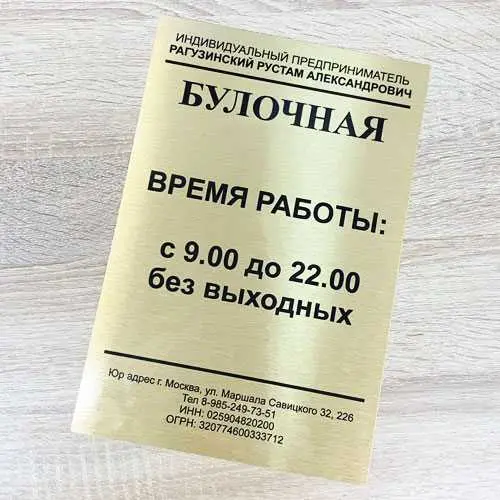 ИНДИВИДУАЛЬНЫЙ ПРЕДПРИНИМАТЕЛЬ
РАГУЗИНСКИЙ РУСТАМ АЛЕКСАНДРОВИЧ
БУЛОЧНАЯ
ВРЕМЯ РАБОТЫ:
с 9.00 до 22.00
без выходных
Юр адрес г. Москва, ул. Маршала Савицкого 32, 226
Тел 8-985-249-73-51
ИНН: 025904820200
ОГРН: 320774600333712